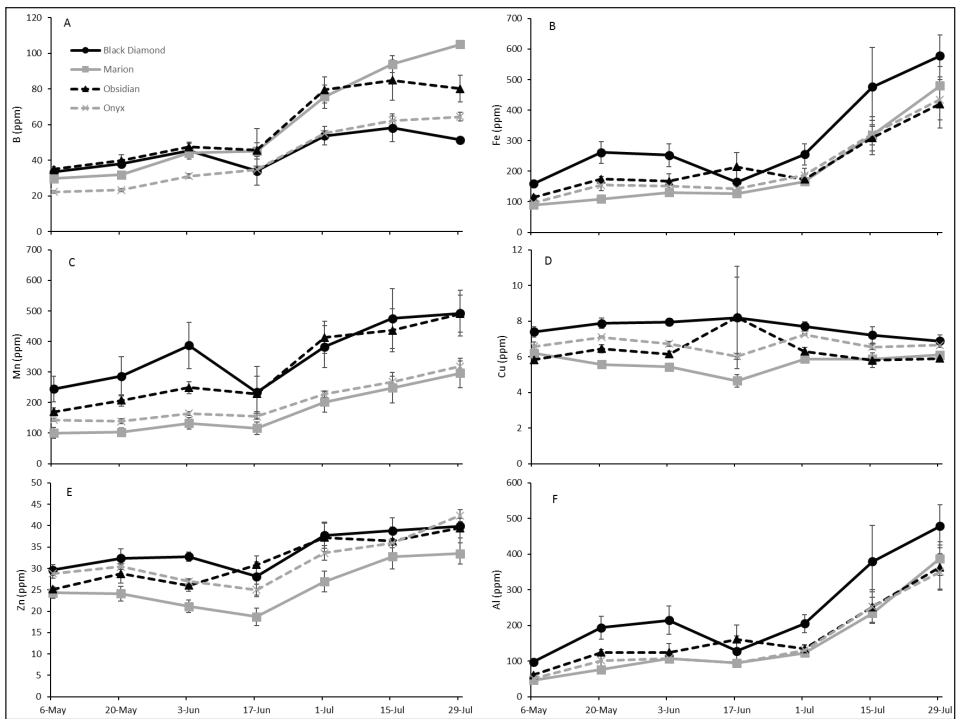 A
B (ppm)
120
100
80
60
40
20
0
Black Diamond
Marion
Obsidian
Onyx
B
Fe (ppm)
700
600
500
400
300
200
100
0
C
Mn (ppm)
700
600
500
400
300
200
100
0
D
Cu (ppm)
12
10
8
6
4
2
0
E
Zn (ppm)
50
45
40
35
30
25
20
15
10
5
0
6-May 20-May 3-Jun 17-Jun 1-Jul 15-Jul 29-Jul
F
Al (ppm)
600
500
400
300
200
100
0
6-May 20-May 3-Jun 17-Jun 1-Jul 15-Jul 29-Jul